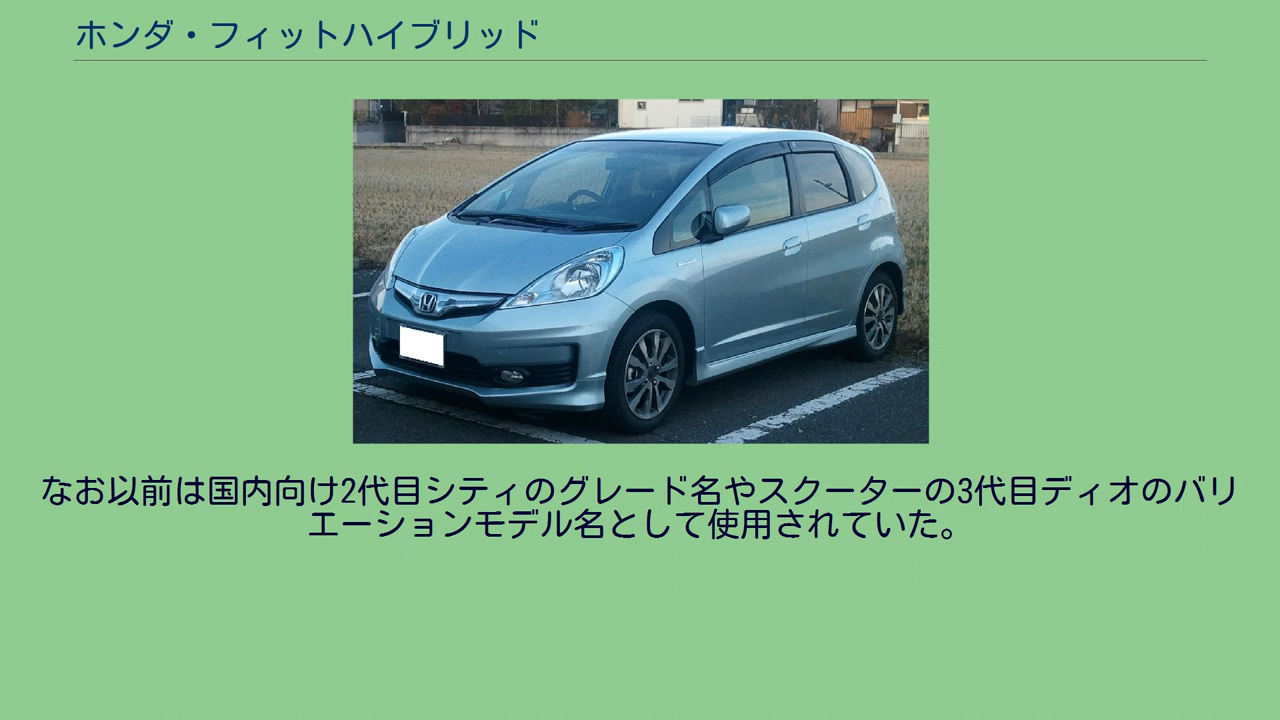 ホンダ・フィットハイブリッド
なお以前は国内向け2代目シティのグレード名やスクーターの3代目ディオのバリ
エーションモデル名として使用されていた。